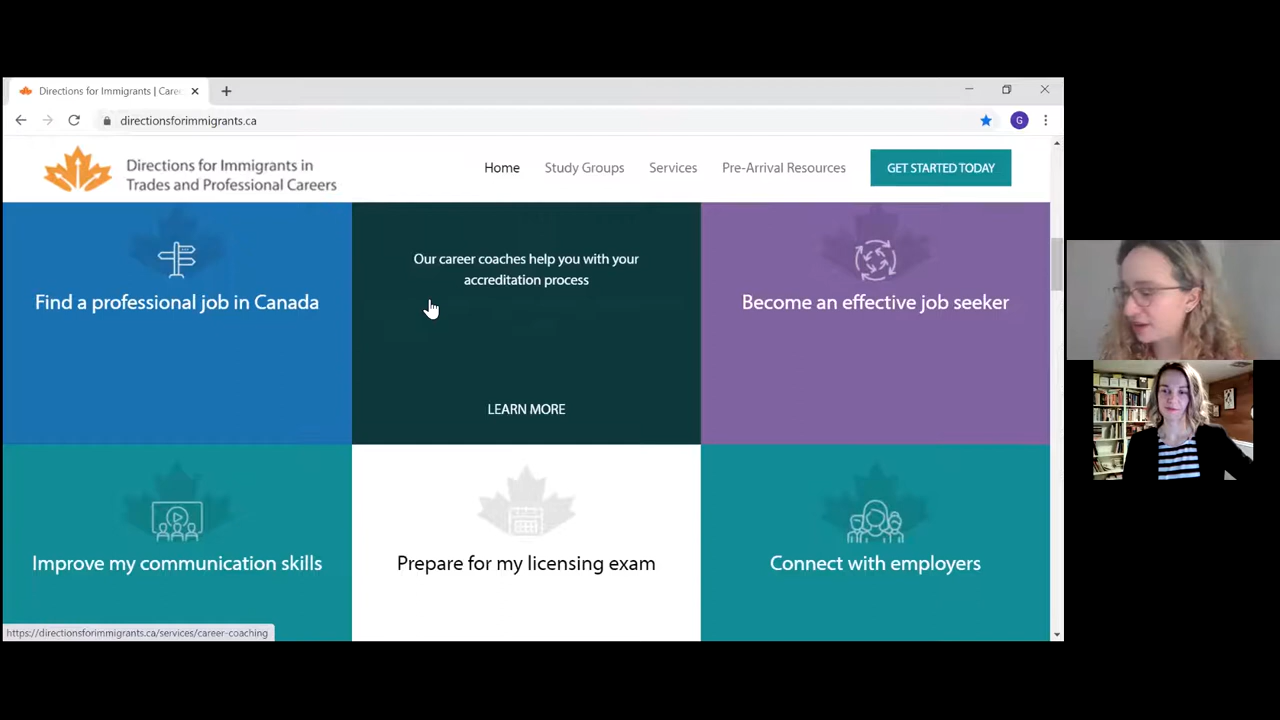 Directions for Immigrants | Caree
directionsforimmigrants.ca
G
Directions for Immigrants in
Trades and Professional Careers
Home
Study Groups
Services
Pre-Arrival Resources
GET STARTED TODAY
Find a professional job in Canada
Our career coaches help you with your
accreditation process
LEARN MORE
Become an effective job seeker
Improve my communication skills
Prepare for my licensing exam
Connect with employers
https://directionsforimmigrants.ca/services/career-coaching